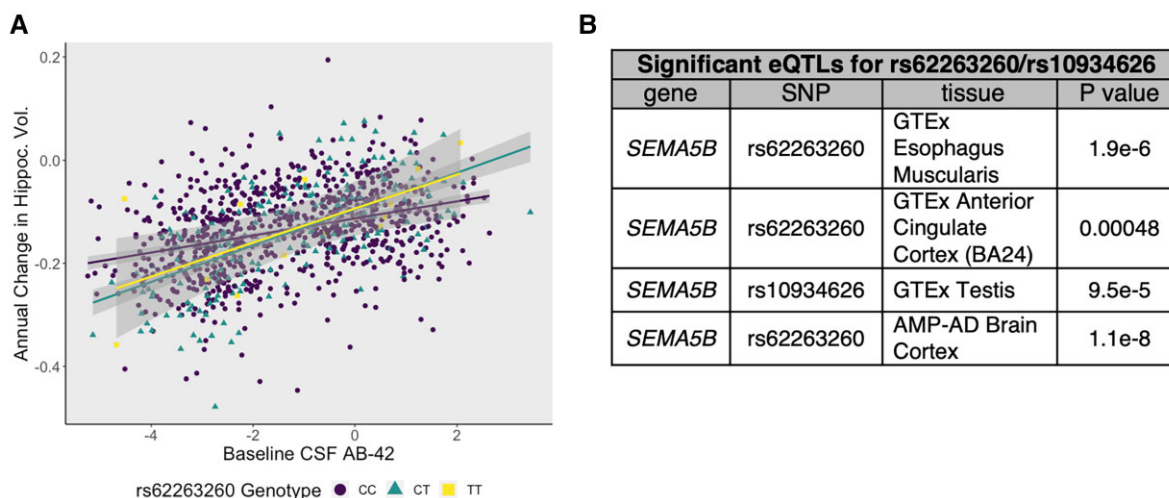 A
0.2
0.0
-0.2
-0.4
Annual Change in Hippoc. Vol.
-4 -2 0 2
Baseline CSF AB-42
rs62263260 Genotype CC CT TT
B
Significant eQTLs for rs62263260/rs10934626
gene SNP tissue P value
SEMA5B rs62263260 GTEx
Esophagus
Muscularis 1.9e-6
SEMA5B rs62263260 GTEx Anterior
Cingulate
Cortex (BA24) 0.00048
SEMA5B rs10934626 GTEx Testis 9.5e-5
SEMA5B rs62263260 AMP-AD Brain
Cortex 1.1e-8